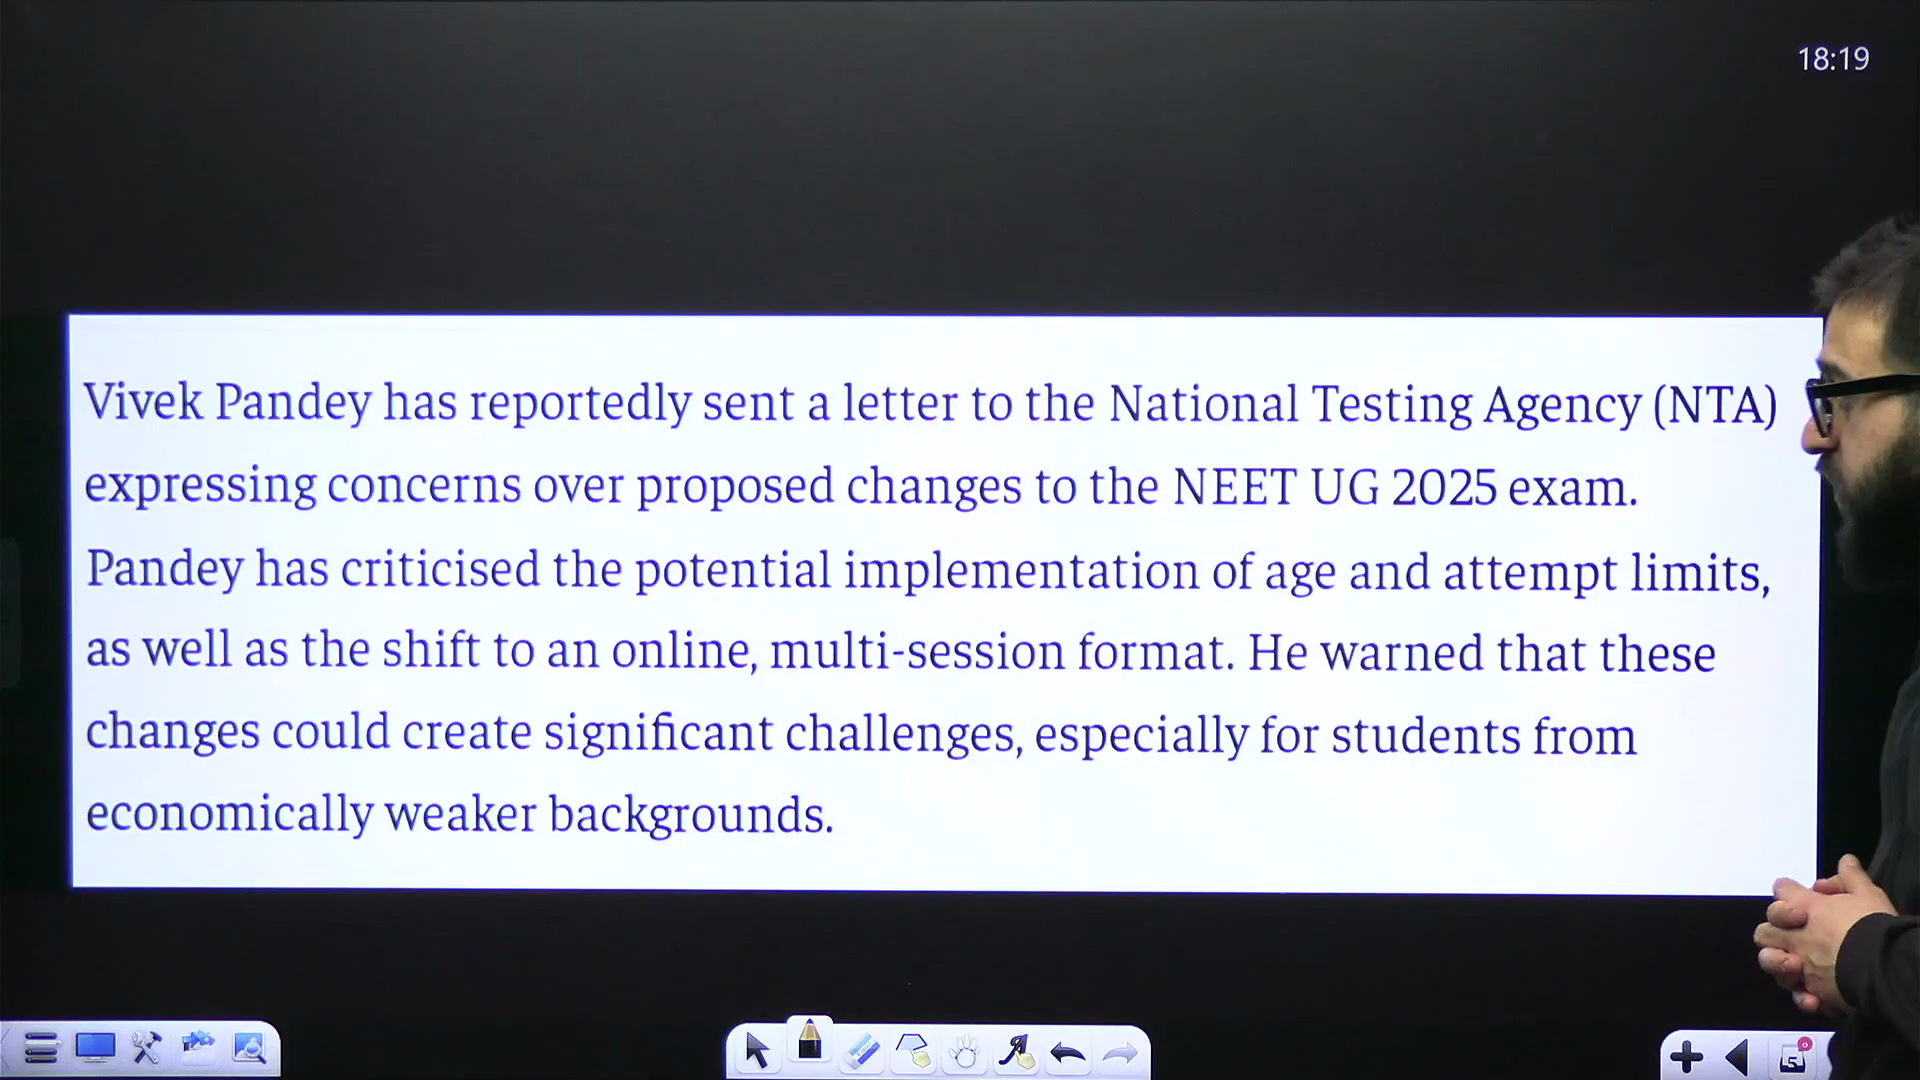 18:19
Vivek Pandey has reportedly sent a letter to the National Testing Agency (NTA)
expressing concerns over proposed changes to the NEET UG 2025 exam.
Pandey has criticised the potential implementation of age and attempt limits,
as well as the shift to an online, multi-session format. He warned that these
changes could create significant challenges, especially for students from
economically weaker backgrounds.
5